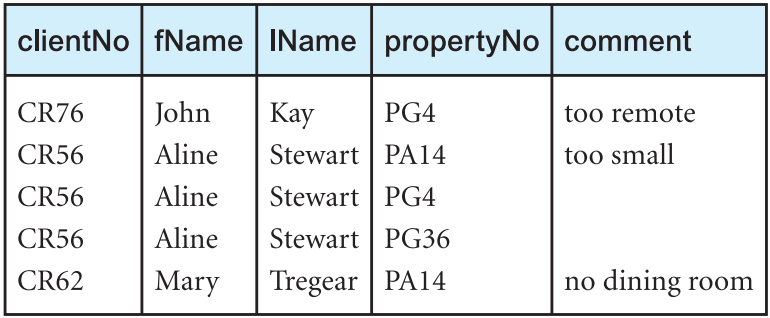 clientNo fName lName propertyNo comment
CR76 John Kay PG4 too remote
CR56 Aline Stewart PA14 too small
CR56 Aline Stewart PG4
CR56 Aline Stewart PG36
CR62 Mary Tregear PA14 no dining room